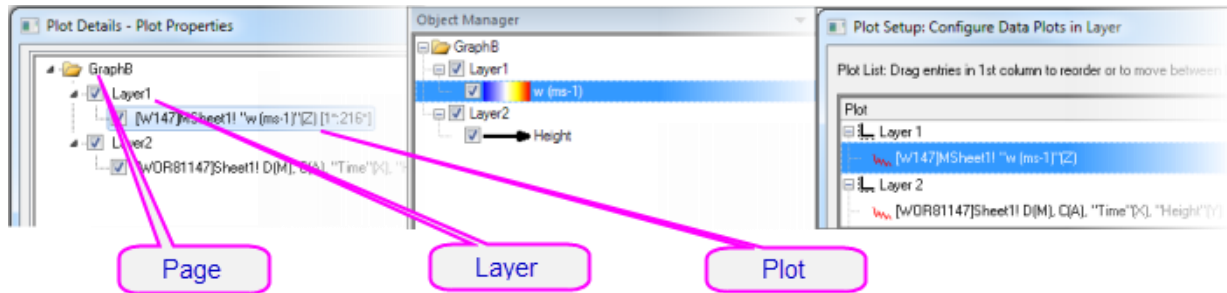 Plot Details - Plot Properties
GraphB
Layer1
[W147]MSheet1! "w (ms-1)"(Z) [1*:216*]
Layer2
[WOR81147]Sheet1! D(M), C(A), "Time"(X),
Object Manager
GraphB
Layer1
w (ms-1)
Layer2
Height
Plot Setup: Configure Data Plots in Layer
Plot List: Drag entries in 1st column to reorder or to move between
Plot
Layer 1
[W147]MSheet1! "w (ms-1)"(Z)
Layer 2
[WOR81147]Sheet1! D(M), C(A), "Time"(X), "Height"(Y)
Page
Layer
Plot